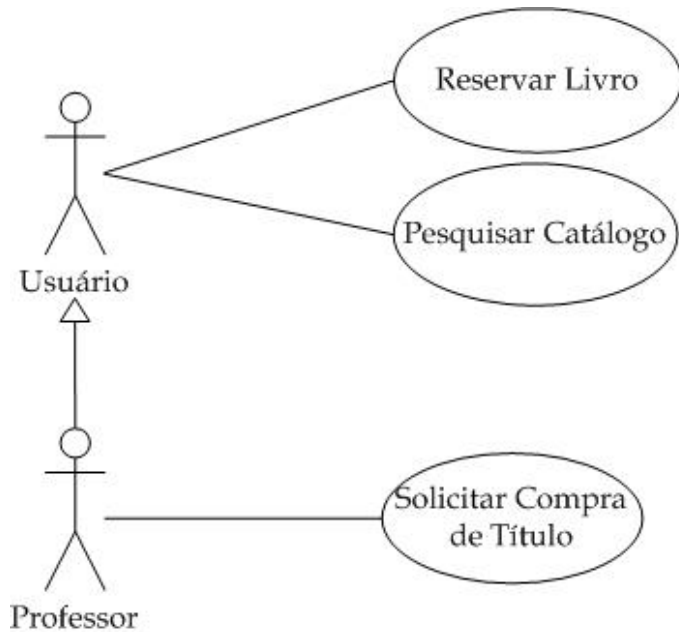 Reservar Livro
Pesquisar Catálogo
Usuário
Solicitar Compra
de Título
Professor